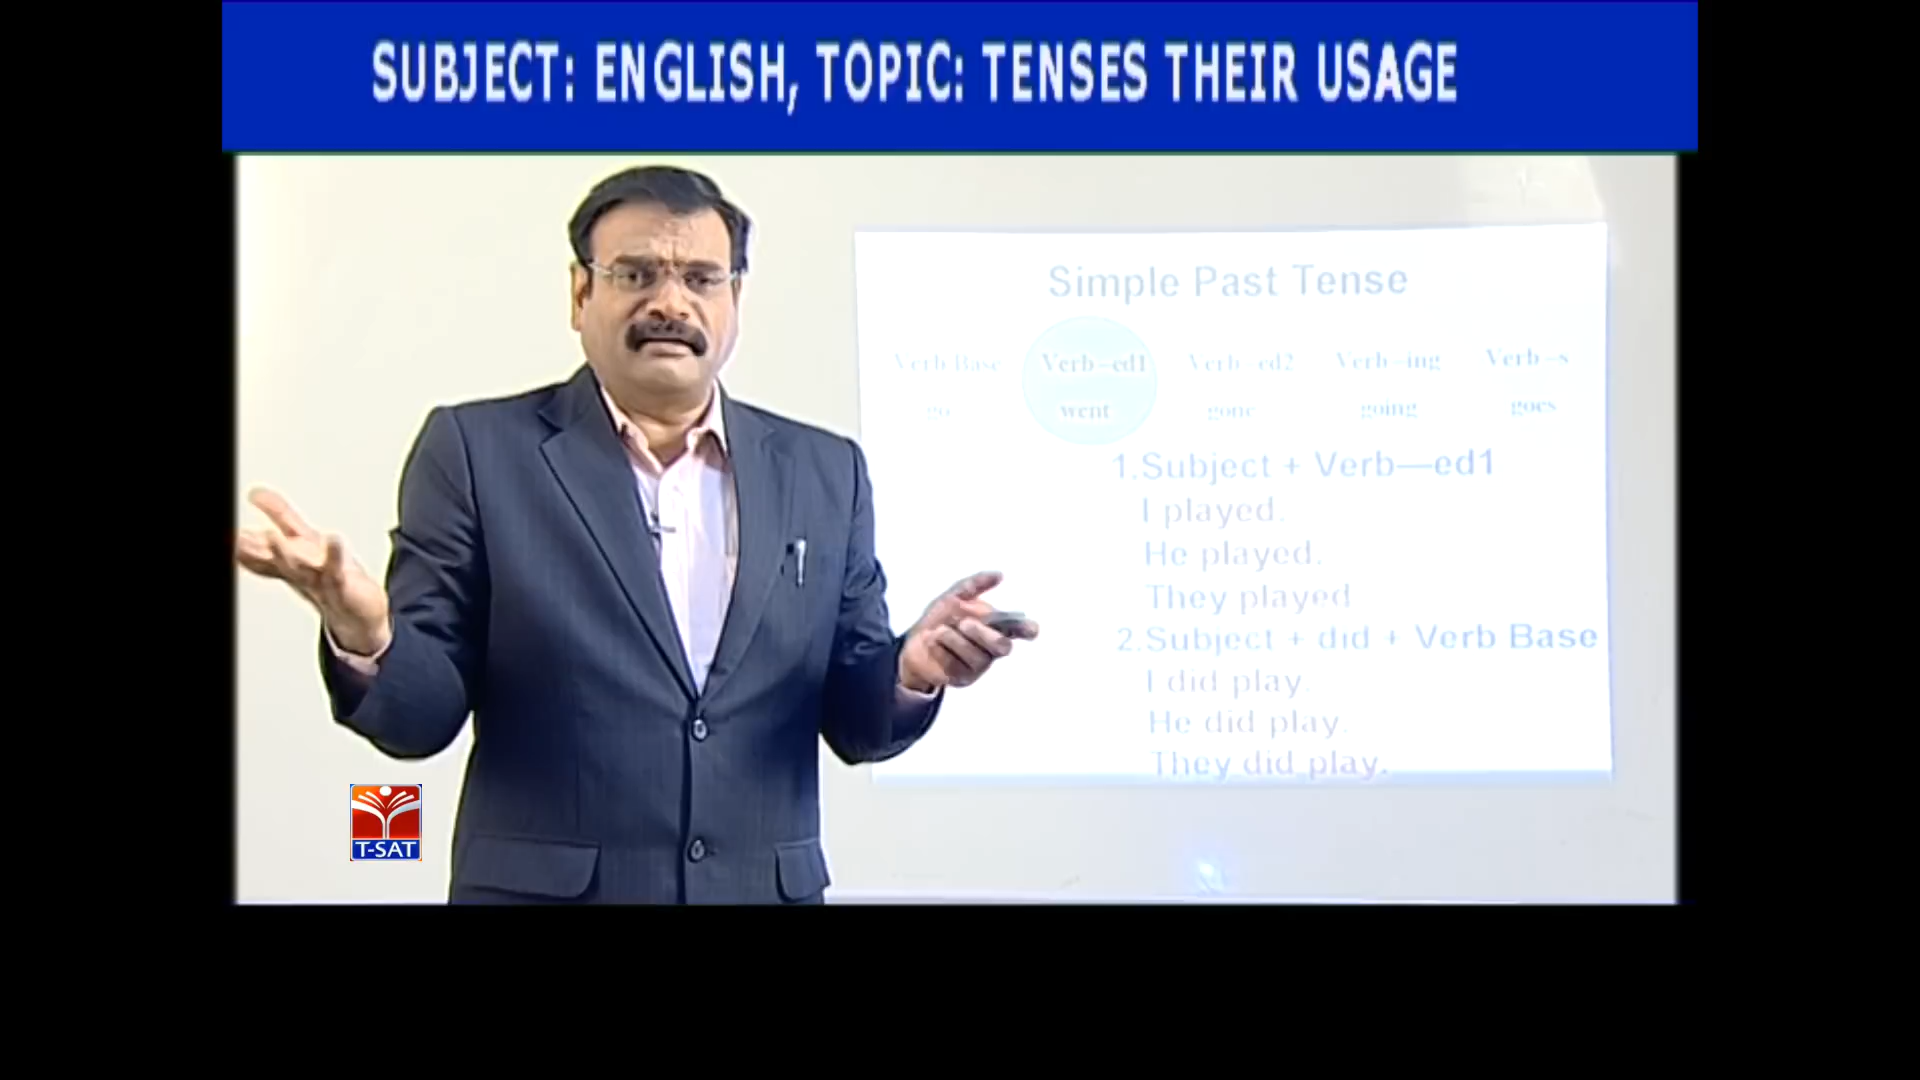 SUBJECT: ENGLISH, TOPIC: TENSES THEIR USAGE
Simple Past Tense
Verb Base Verb–ed1 Verb–ed2 Verb–ing Verb–s
go went gone going goes
1.Subject + Verb—ed1
I played.
He played.
They played
2.Subject + did + Verb Base
I did play.
He did play.
They did play.
T-SAT